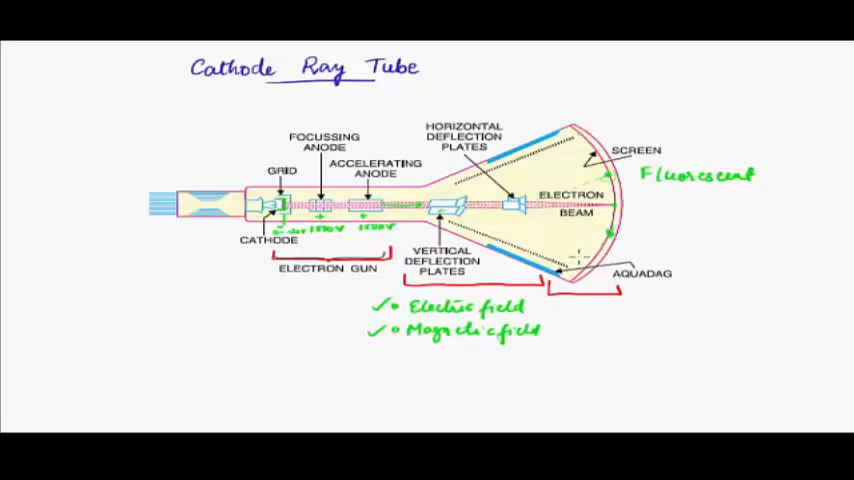 Cathode Ray Tube
HORIZONTAL
DEFLECTION
PLATES
FOCUSSING
ANODE
ACCELERATING
ANODE
GRID
SCREEN
Fluorescent
ELECTRON
BEAM
CATHODE
1500V
VERTICAL
DEFLECTION
PLATES
ELECTRON GUN
AQUADAG
Electric field
Magnetic field